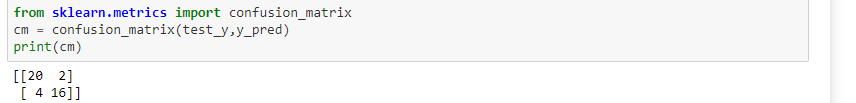 from sklearn.metrics import confusion_matrix
cm = confusion_matrix(test_y,y_pred)
print(cm)
[[20  2]
 [ 4 16]]